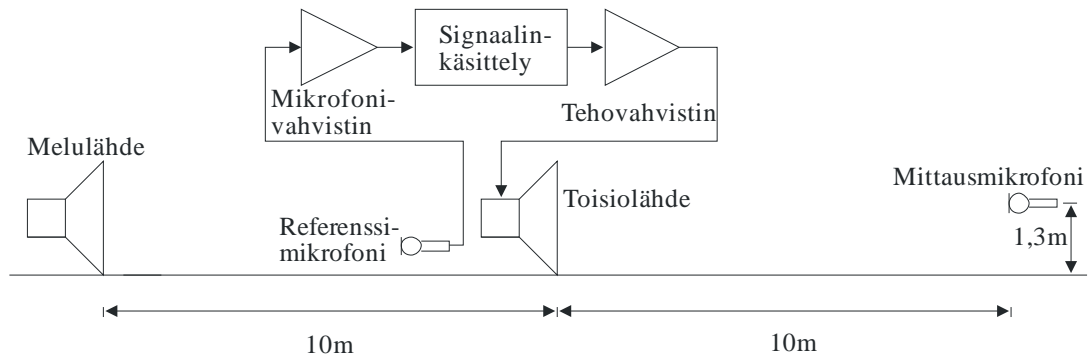 Signaalin-
käsittely
Mikrofoni-
vahvistin
Tehovahvistin
Melulähde
Toisiolähde
Mittausmikrofoni
Referenssi-
mikrofoni
1,3m
10m
10m